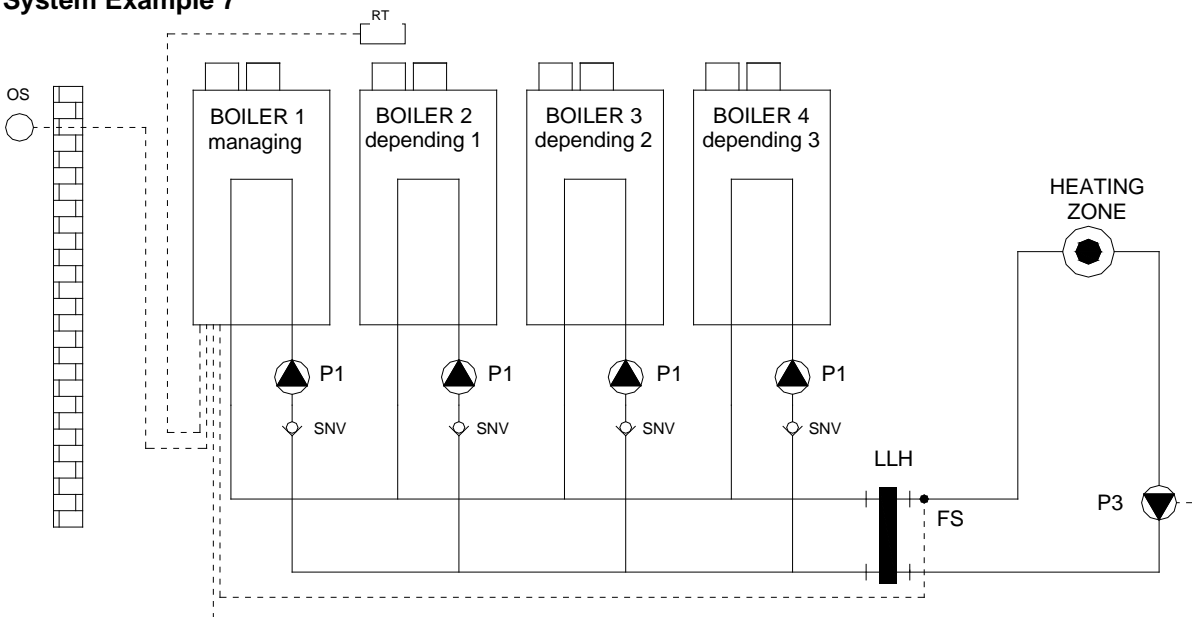 System Example 7
RT
OS
BOILER 1
managing
BOILER 2
depending 1
BOILER 3
depending 2
BOILER 4
depending 3
HEATING
ZONE
P1
P1
P1
P1
SNV
SNV
SNV
SNV
LLH
FS
P3